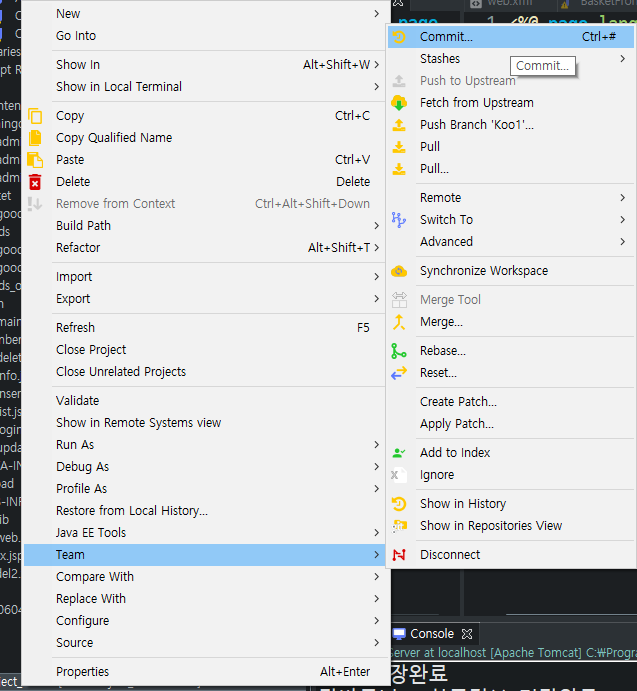 New
Go Into
Show In Alt+Shift+W
Show in Local Terminal
Copy Ctrl+C
Copy Qualified Name
Paste Ctrl+V
Delete Delete
Remove from Context Ctrl+Alt+Shift+Down
Build Path
Refactor Alt+Shift+T
Import
Export
Refresh F5
Close Project
Close Unrelated Projects
Validate
Show in Remote Systems view
Run As
Debug As
Profile As
Restore from Local History...
Java EE Tools
Team
Compare With
Replace With
Configure
Source
Properties Alt+Enter
web.xml
1 <%@ page lang
Commit... Ctrl+#
Stashes
Commit...
Push to Upstream
Fetch from Upstream
Push Branch 'Koo1'...
Pull
Pull...
Remote
Switch To
Advanced
Synchronize Workspace
Merge Tool
Merge...
Rebase...
Reset...
Create Patch...
Apply Patch...
Add to Index
Ignore
Show in History
Show in Repositories View
Disconnect
Console
Server at localhost [Apache Tomcat] C:₩Progra
장완료